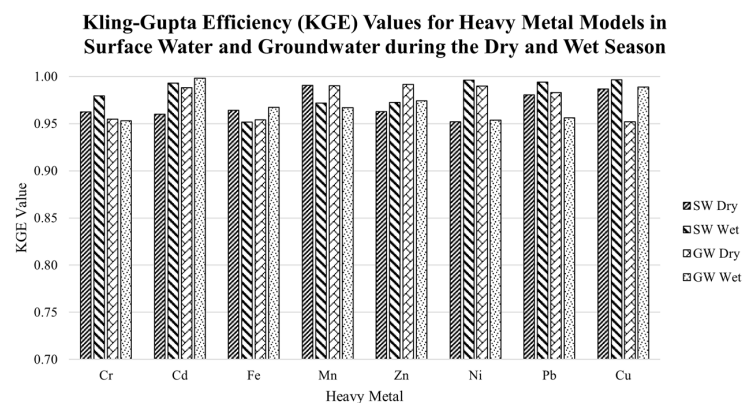 Kling-Gupta Efficiency (KGE) Values for Heavy Metal Models in
Surface Water and Groundwater during the Dry and Wet Season
KGE Value
1.00
0.95
0.90
0.85
0.80
0.75
0.70
Cr Cd Fe Mn Zn Ni Pb Cu
Heavy Metal
SW Dry
SW Wet
GW Dry
GW Wet